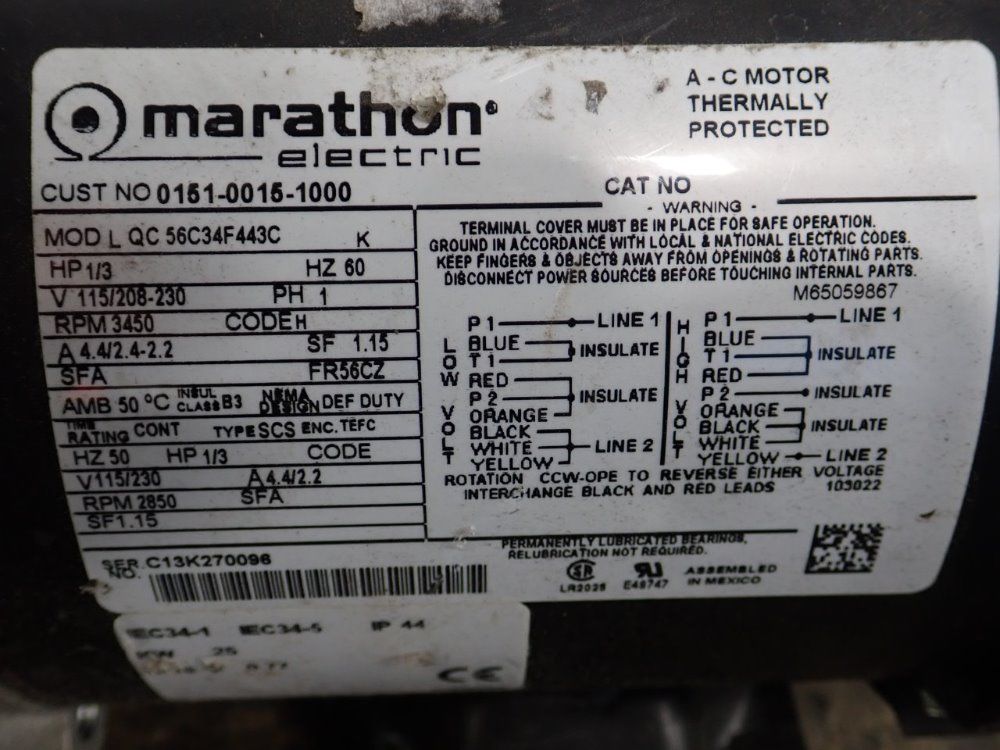 marathon
electric
A - C MOTOR
THERMALLY
PROTECTED
CUST NO 0151-0015-1000
CAT NO
MOD L QC 56C34F443C K
HP 1/3 HZ 60
V 115/208-230 PH 1
RPM 3450 CODE H
A 4.4/2.4-2.2 SF 1.15
SFA FR 56CZ
AMB 50 °C INSUL CLASS B3 NEMA DESIGN DEF DUTY
TIME RATING CONT TYPE SCS ENC. TEFC
HZ 50 HP 1/3 CODE
V 115/230 A 4.4/2.2
RPM 2850 SFA
SF 1.15
- WARNING -
TERMINAL COVER MUST BE IN PLACE FOR SAFE OPERATION.
GROUND IN ACCORDANCE WITH LOCAL & NATIONAL ELECTRIC CODES.
KEEP FINGERS & OBJECTS AWAY FROM OPENINGS & ROTATING PARTS.
DISCONNECT POWER SOURCES BEFORE TOUCHING INTERNAL PARTS.
M65059867
LOW VOLT
P1 LINE 1
BLUE
T1 INSULATE
RED
P2 INSULATE
ORANGE
BLACK
WHITE LINE 2
YELLOW
HIGH VOLT
P1 LINE 1
BLUE
T1 INSULATE
RED
P2 INSULATE
ORANGE
BLACK INSULATE
WHITE
YELLOW LINE 2
ROTATION CCW-OPE TO REVERSE EITHER VOLTAGE
INTERCHANGE BLACK AND RED LEADS 103022
PERMANENTLY LUBRICATED BEARINGS,
RELUBRICATION NOT REQUIRED.
SER. NO. C13K270096
LR2025 E49747
ASSEMBLED
IN MEXICO
IEC34-1 IEC34-5 IP 44
KW .25
CE